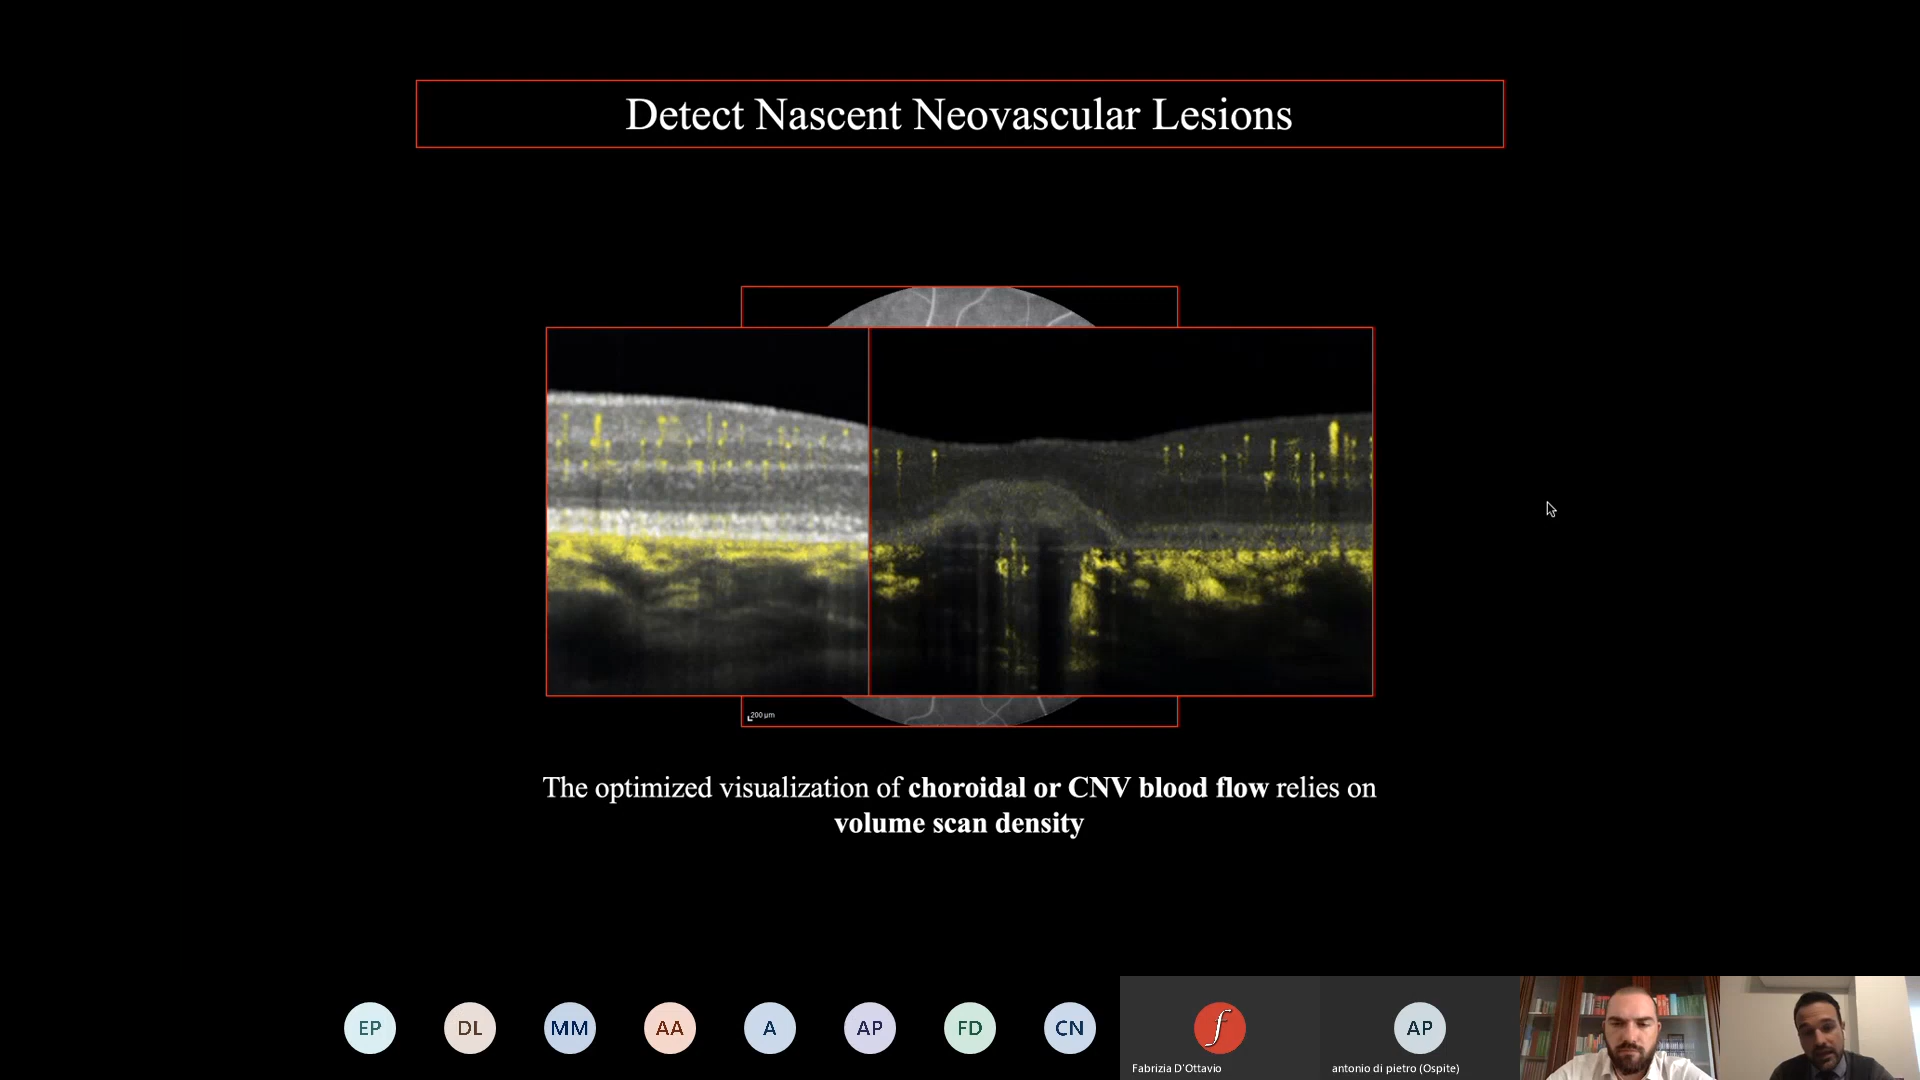 Detect Nascent Neovascular Lesions
200 µm
The optimized visualization of choroidal or CNV blood flow relies on
volume scan density
EP
DL
MM
AA
A
AP
FD
CN
f
Fabrizia D'Ottavio
AP
antonio di pietro (Ospite)